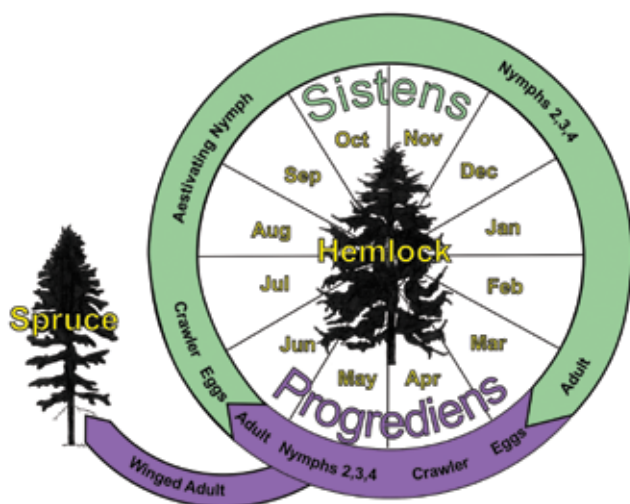 Sistens
Nymphs 2,3,4
Aestivating Nymph
Oct
Nov
Sep
Dec
Aug
Jan
Hemlock
Spruce
Jul
Feb
Jun
Mar
May
Apr
Progrediens
Crawler
Eggs
Adult
Adult
Nymphs 2,3,4
Crawler
Eggs
Winged Adult